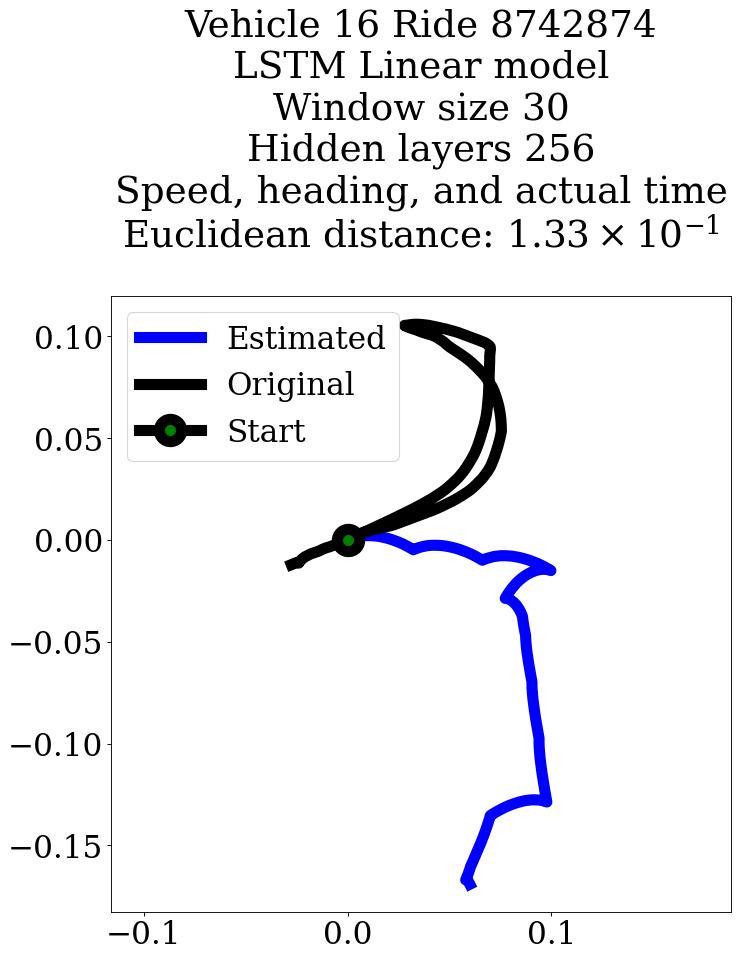 Vehicle 16 Ride 8742874
LSTM Linear model
Window size 30
Hidden layers 256
Speed, heading, and actual time
Euclidean distance: 1.33 × 10⁻¹
Estimated
Original
Start
0.10
0.05
0.00
−0.05
−0.10
−0.15
−0.1 0.0 0.1